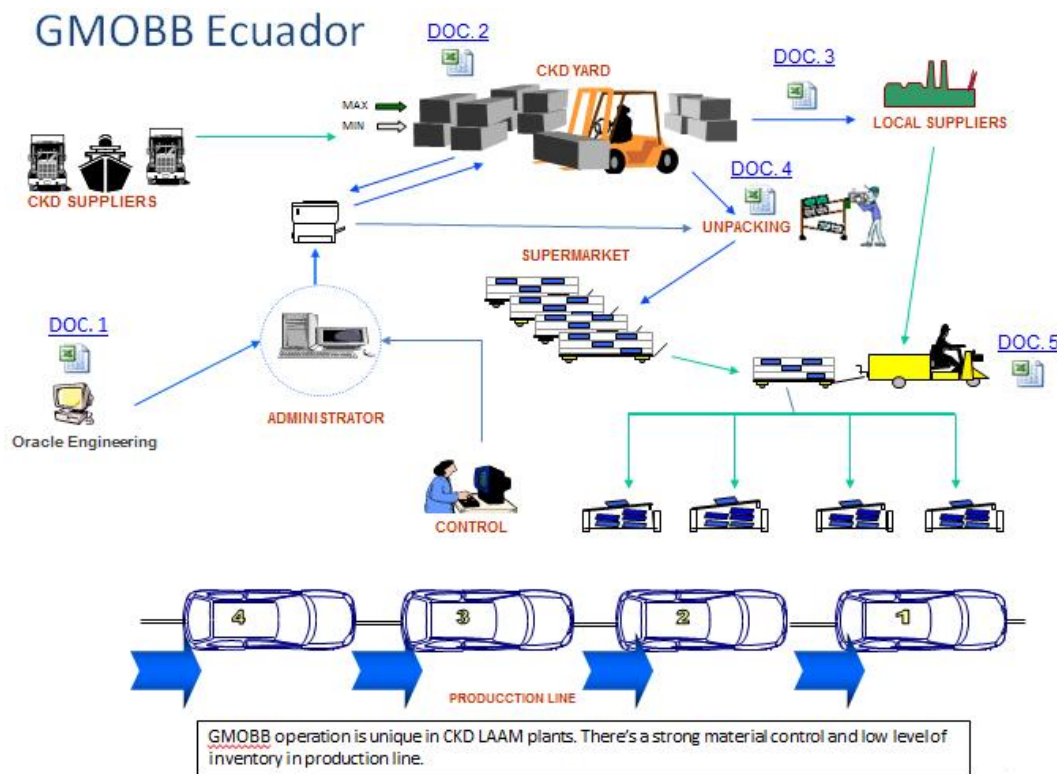 GMOBB Ecuador
DOC. 2
CKD YARD
DOC. 3
MAX
MIN
LOCAL SUPPLIERS
CKD SUPPLIERS
DOC. 4
UNPACKING
SUPERMARKET
DOC. 1
DOC. 5
ADMINISTRATOR
Oracle Engineering
CONTROL
4
3
2
1
PRODUCCTION LINE
GMOBB operation is unique in CKD LAAM plants. There's a strong material control and low level of
inventory in production line.